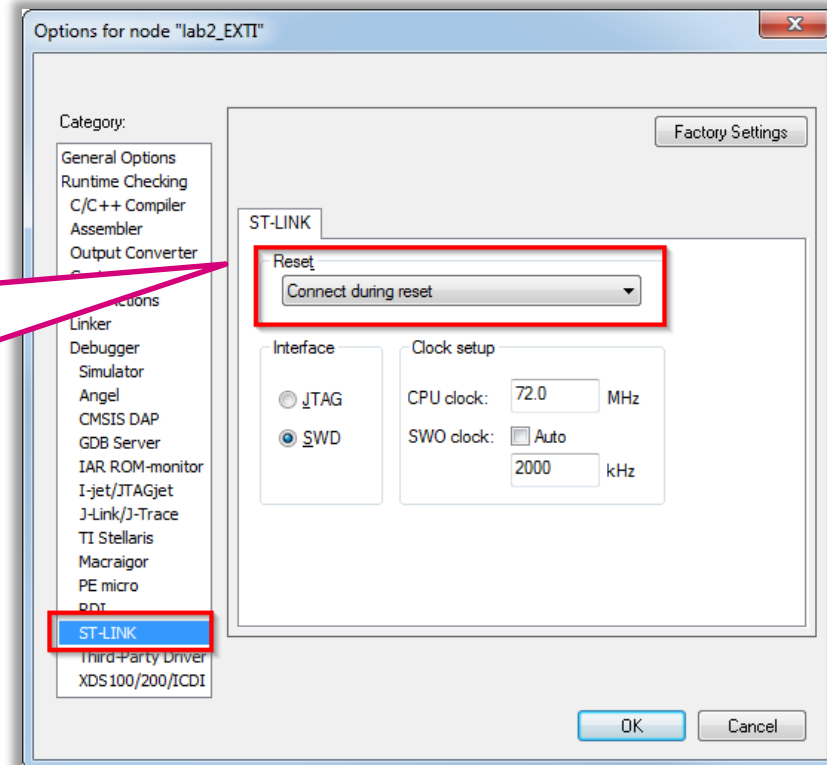 Options for node "lab2_EXTI"
Category:
Factory Settings
General Options
Runtime Checking
C/C++ Compiler
Assembler
Output Converter
Linker
Debugger
Simulator
Angel
CMSIS DAP
GDB Server
IAR ROM-monitor
I-jet/JTAGjet
J-Link/J-Trace
TI Stellaris
Macraigor
PE micro
RDI
ST-LINK
Third-Party Driver
XDS100/200/ICDI
ST-LINK
Reset
Connect during reset
Interface
JTAG
SWD
Clock setup
CPU clock: 72.0 MHz
SWO clock: Auto
2000 kHz
OK Cancel